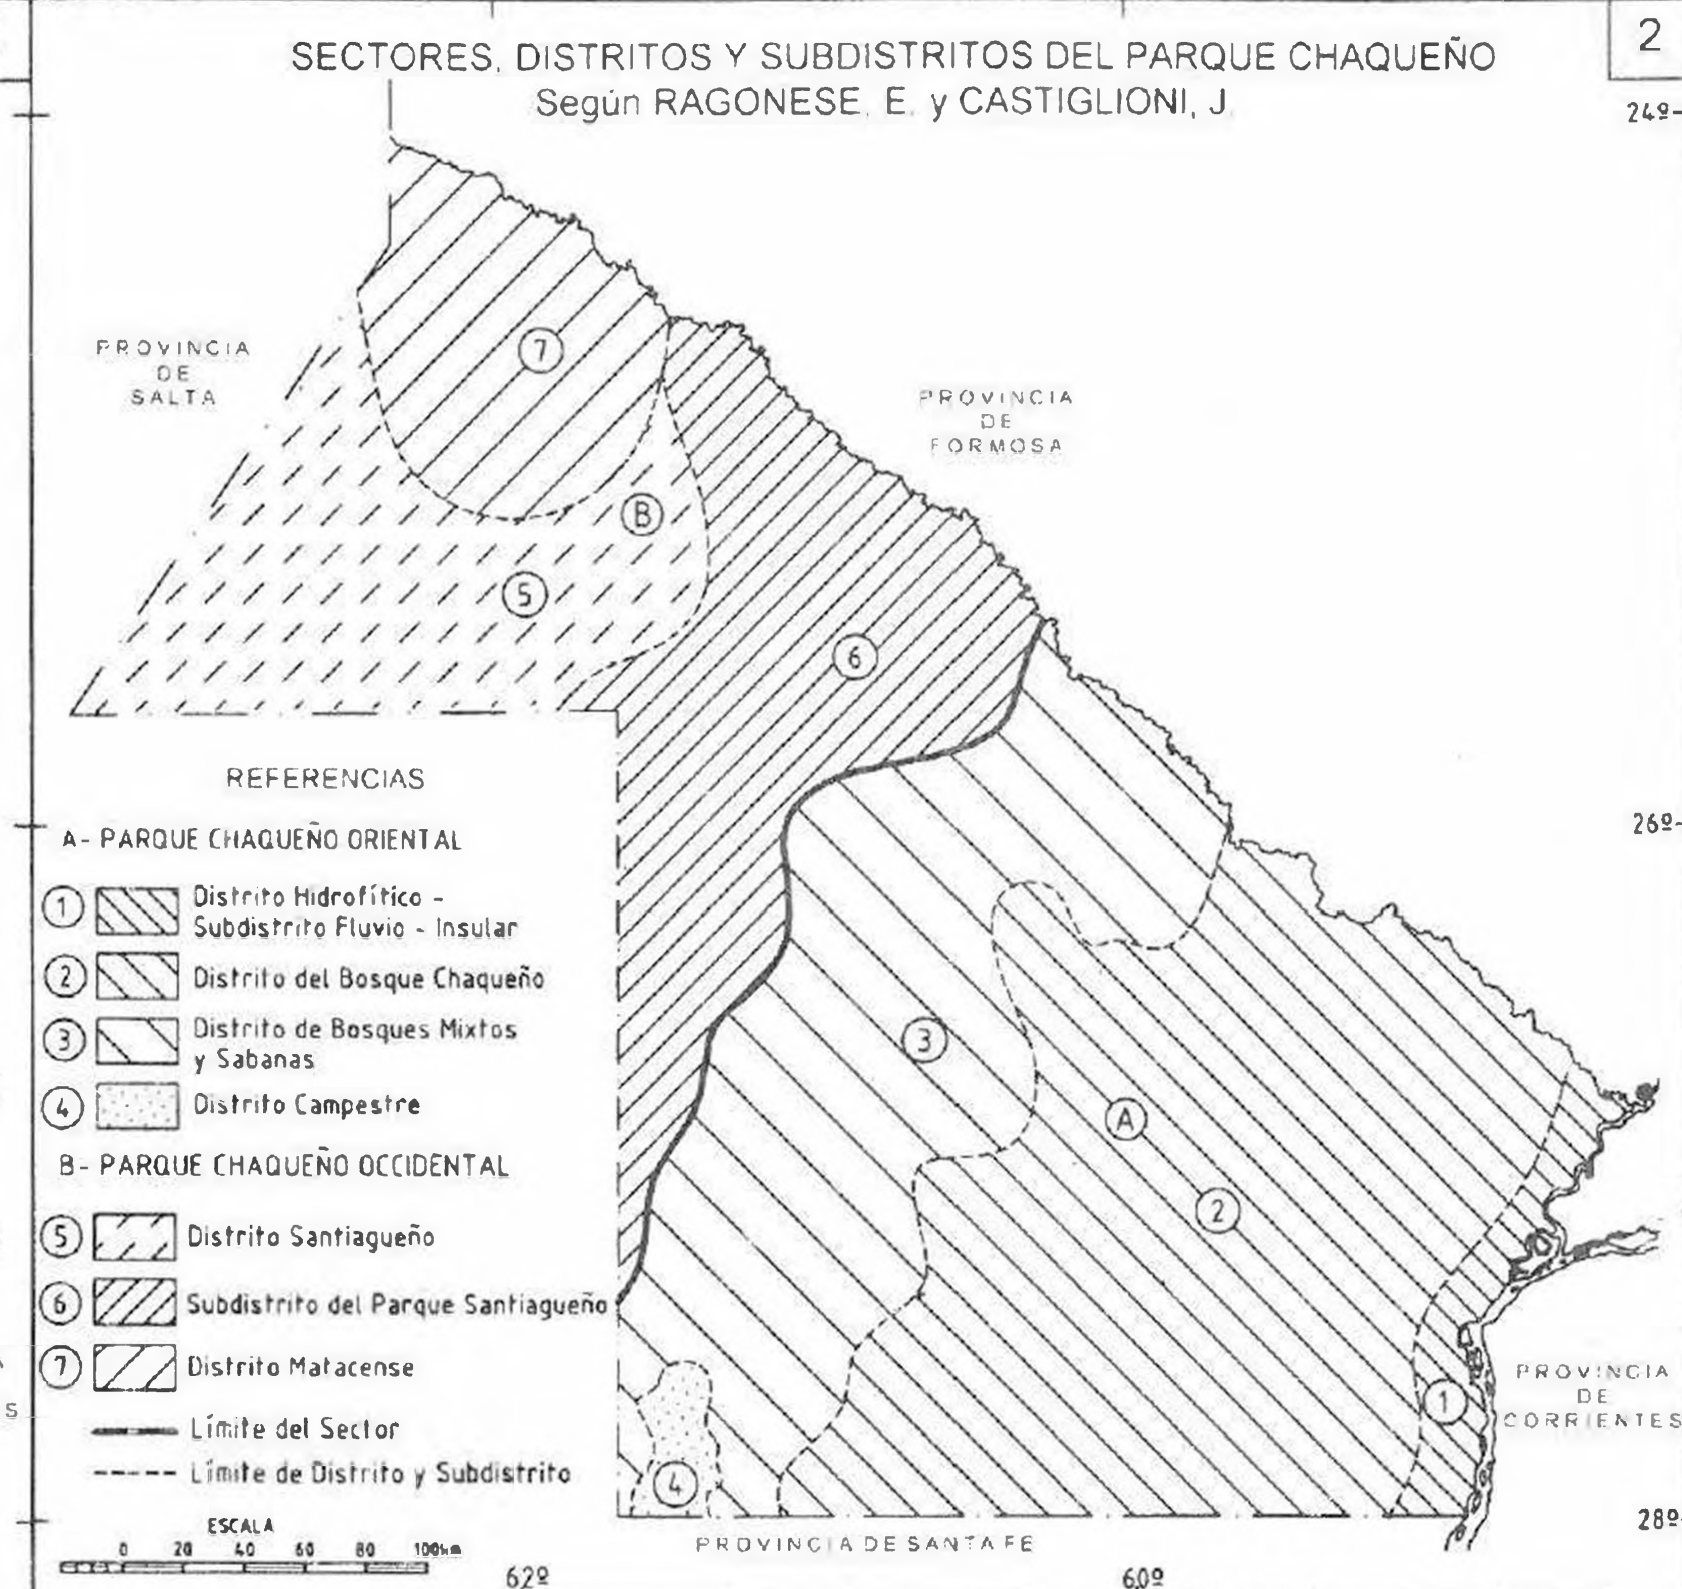 2
SECTORES, DISTRITOS Y SUBDISTRITOS DEL PARQUE CHAQUEÑO
Según RAGONESE, E. y CASTIGLIONI, J
24º
PROVINCIA
DE
SALTA
7
PROVINCIA
DE
FORMOSA
B
5
6
REFERENCIAS
A- PARQUE CHAQUEÑO ORIENTAL
1 Distrito Hidrofítico -
Subdistrito Fluvio - Insular
2 Distrito del Bosque Chaqueño
3 Distrito de Bosques Mixtos
y Sabanas
4 Distrito Campestre
B- PARQUE CHAQUEÑO OCCIDENTAL
5 Distrito Santiagueño
6 Subdistrito del Parque Santiagueño
7 Distrito Matacense
Límite del Sector
Límite de Distrito y Subdistrito
ESCALA
0 20 40 60 80 100km
26º
3
A
2
1
4
PROVINCIA
DE
CORRIENTES
S
28º
PROVINCIA DE SANTA FE
62º
60º